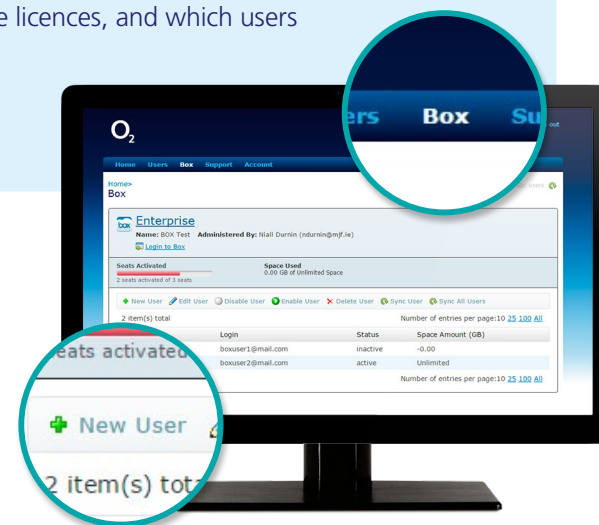 e licences, and which users
ers Box Su
O2
out
Home Users Box Support Account
Home>
Box
users
box
Enterprise
Name: BOX Test Administered By: Niall Durnin (ndurnin@mjf.ie)
Login to Box
Seats Activated
2 seats activated of 3 seats
Space Used
0.00 GB of Unlimited Space
New User Edit User Disable User Enable User Delete User Sync User Sync All Users
2 item(s) total
Number of entries per page:10 25 100 All
Login Status Space Amount (GB)
boxuser1@mail.com inactive -0.00
boxuser2@mail.com active Unlimited
Number of entries per page:10 25 100 All
eats activated
New User
2 item(s) tota